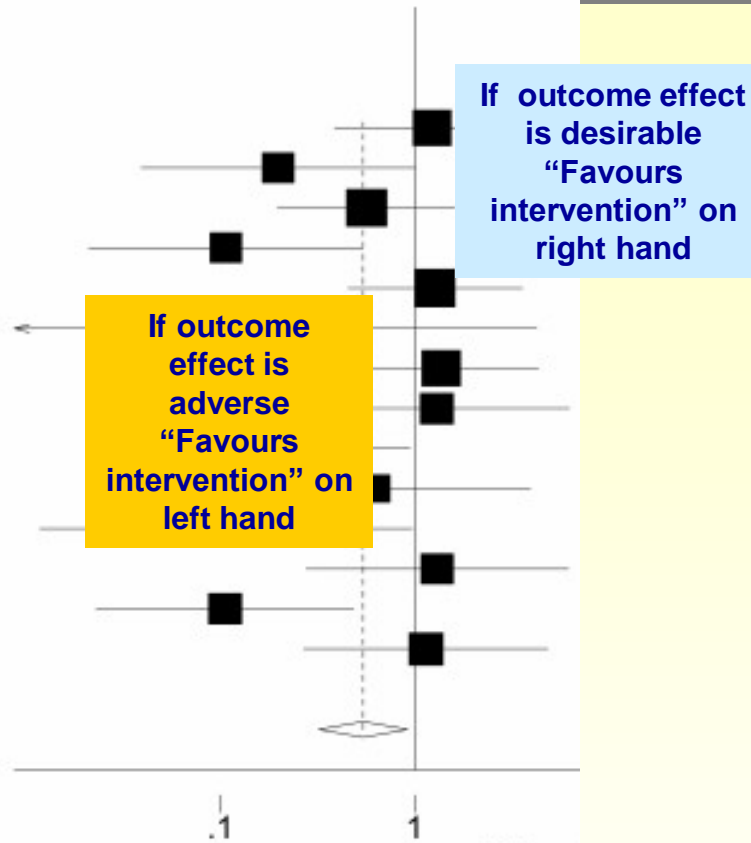 If outcome effect
is desirable
“Favours
intervention” on
right hand
If outcome
effect is
adverse
“Favours
intervention” on
left hand
.1
1